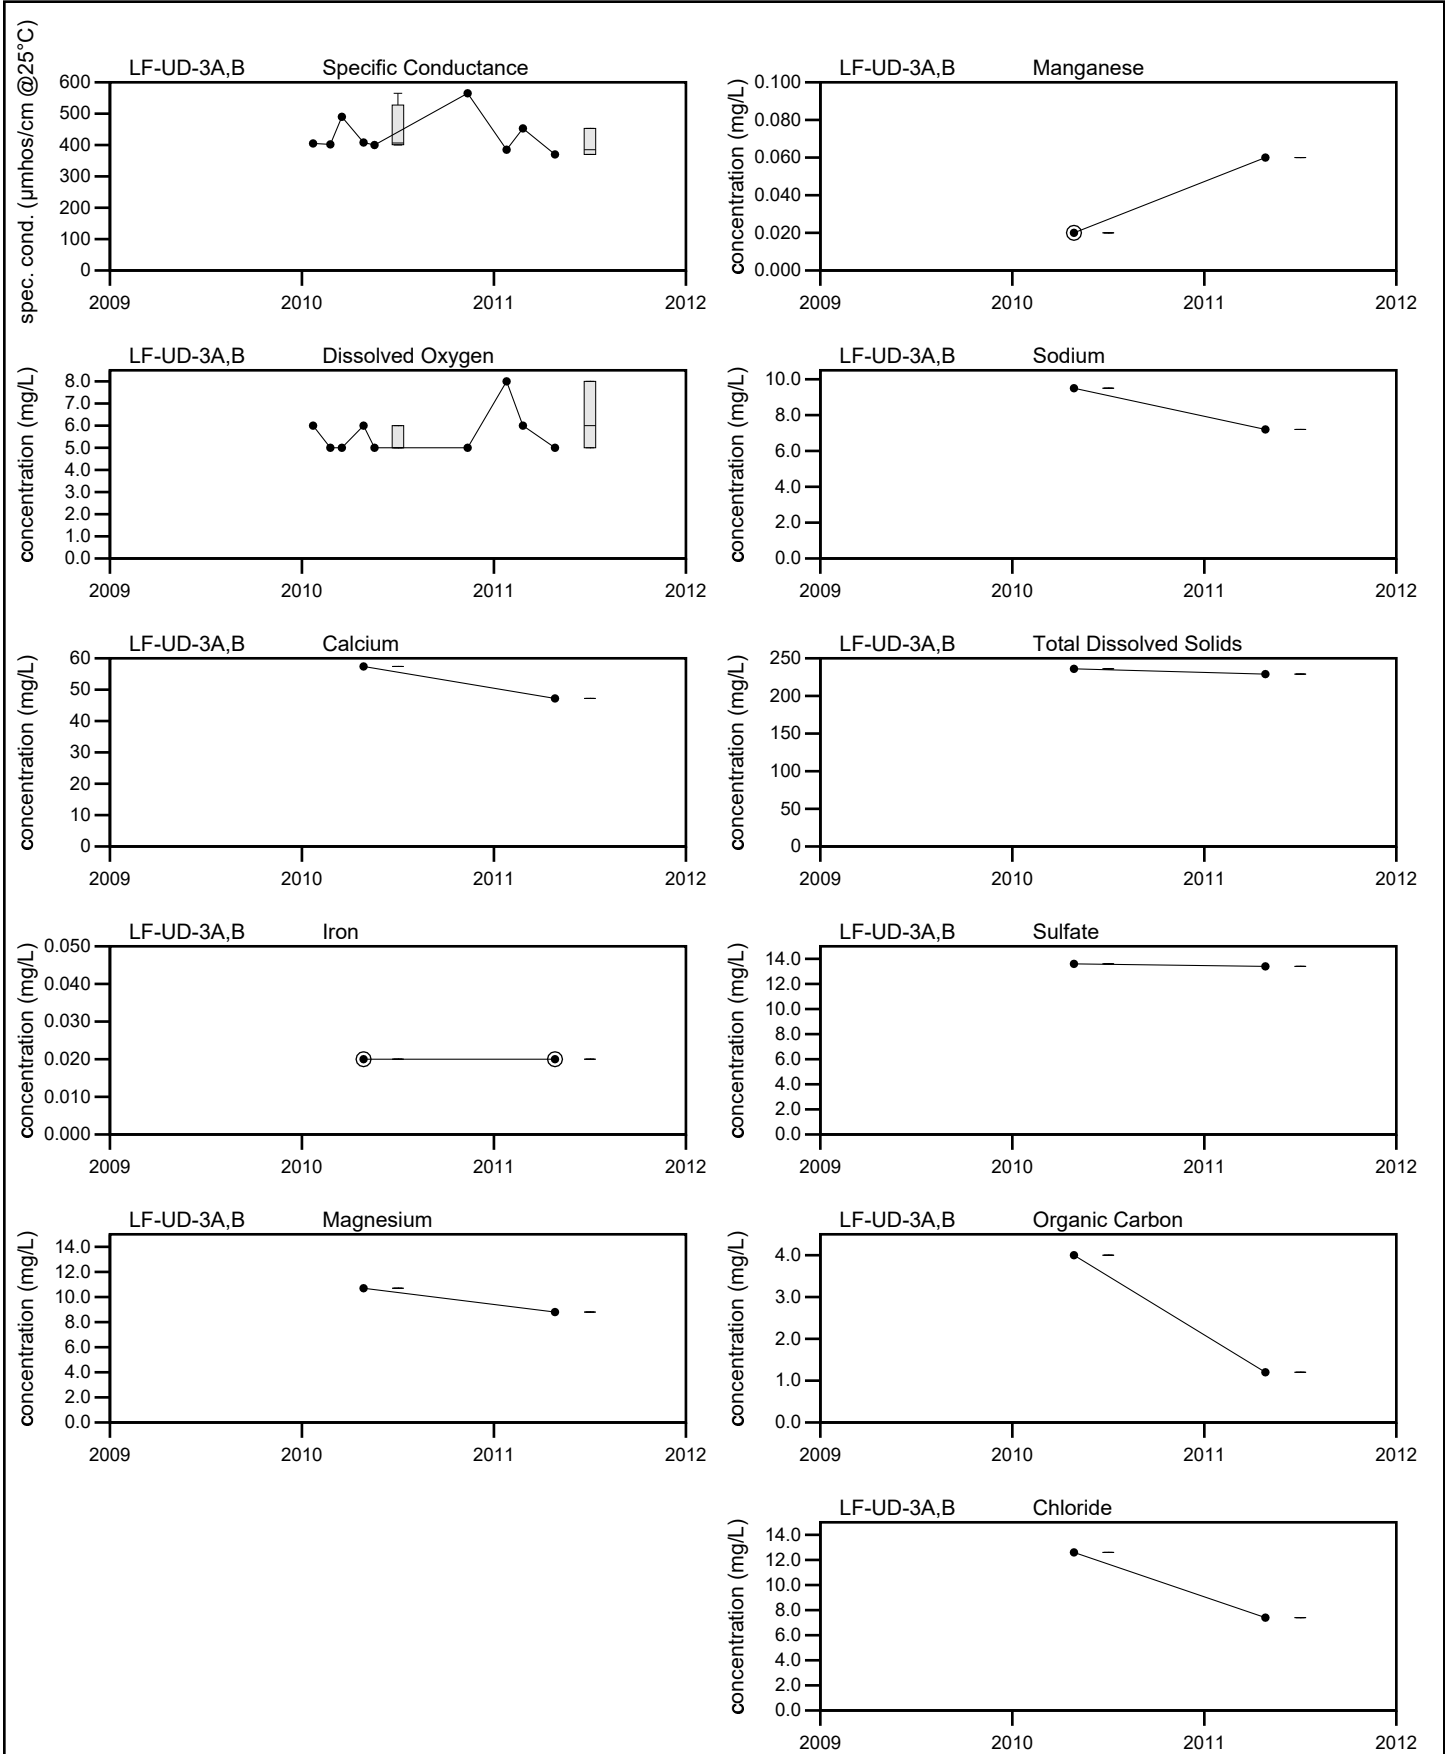 LF-UD-3A,B Specific Conductance
spec. cond. (µmhos/cm @25°C)
600
500
400
300
200
100
0
2009 2010 2011 2012
LF-UD-3A,B Manganese
concentration (mg/L)
0.100
0.080
0.060
0.040
0.020
0.000
2009 2010 2011 2012
LF-UD-3A,B Dissolved Oxygen
concentration (mg/L)
8.0
7.0
6.0
5.0
4.0
3.0
2.0
1.0
0.0
2009 2010 2011 2012
LF-UD-3A,B Sodium
concentration (mg/L)
10.0
8.0
6.0
4.0
2.0
0.0
2009 2010 2011 2012
LF-UD-3A,B Calcium
concentration (mg/L)
60
50
40
30
20
10
0
2009 2010 2011 2012
LF-UD-3A,B Total Dissolved Solids
concentration (mg/L)
250
200
150
100
50
0
2009 2010 2011 2012
LF-UD-3A,B Iron
concentration (mg/L)
0.050
0.040
0.030
0.020
0.010
0.000
2009 2010 2011 2012
LF-UD-3A,B Sulfate
concentration (mg/L)
14.0
12.0
10.0
8.0
6.0
4.0
2.0
0.0
2009 2010 2011 2012
LF-UD-3A,B Magnesium
concentration (mg/L)
14.0
12.0
10.0
8.0
6.0
4.0
2.0
0.0
2009 2010 2011 2012
LF-UD-3A,B Organic Carbon
concentration (mg/L)
4.0
3.0
2.0
1.0
0.0
2009 2010 2011 2012
LF-UD-3A,B Chloride
concentration (mg/L)
14.0
12.0
10.0
8.0
6.0
4.0
2.0
0.0
2009 2010 2011 2012